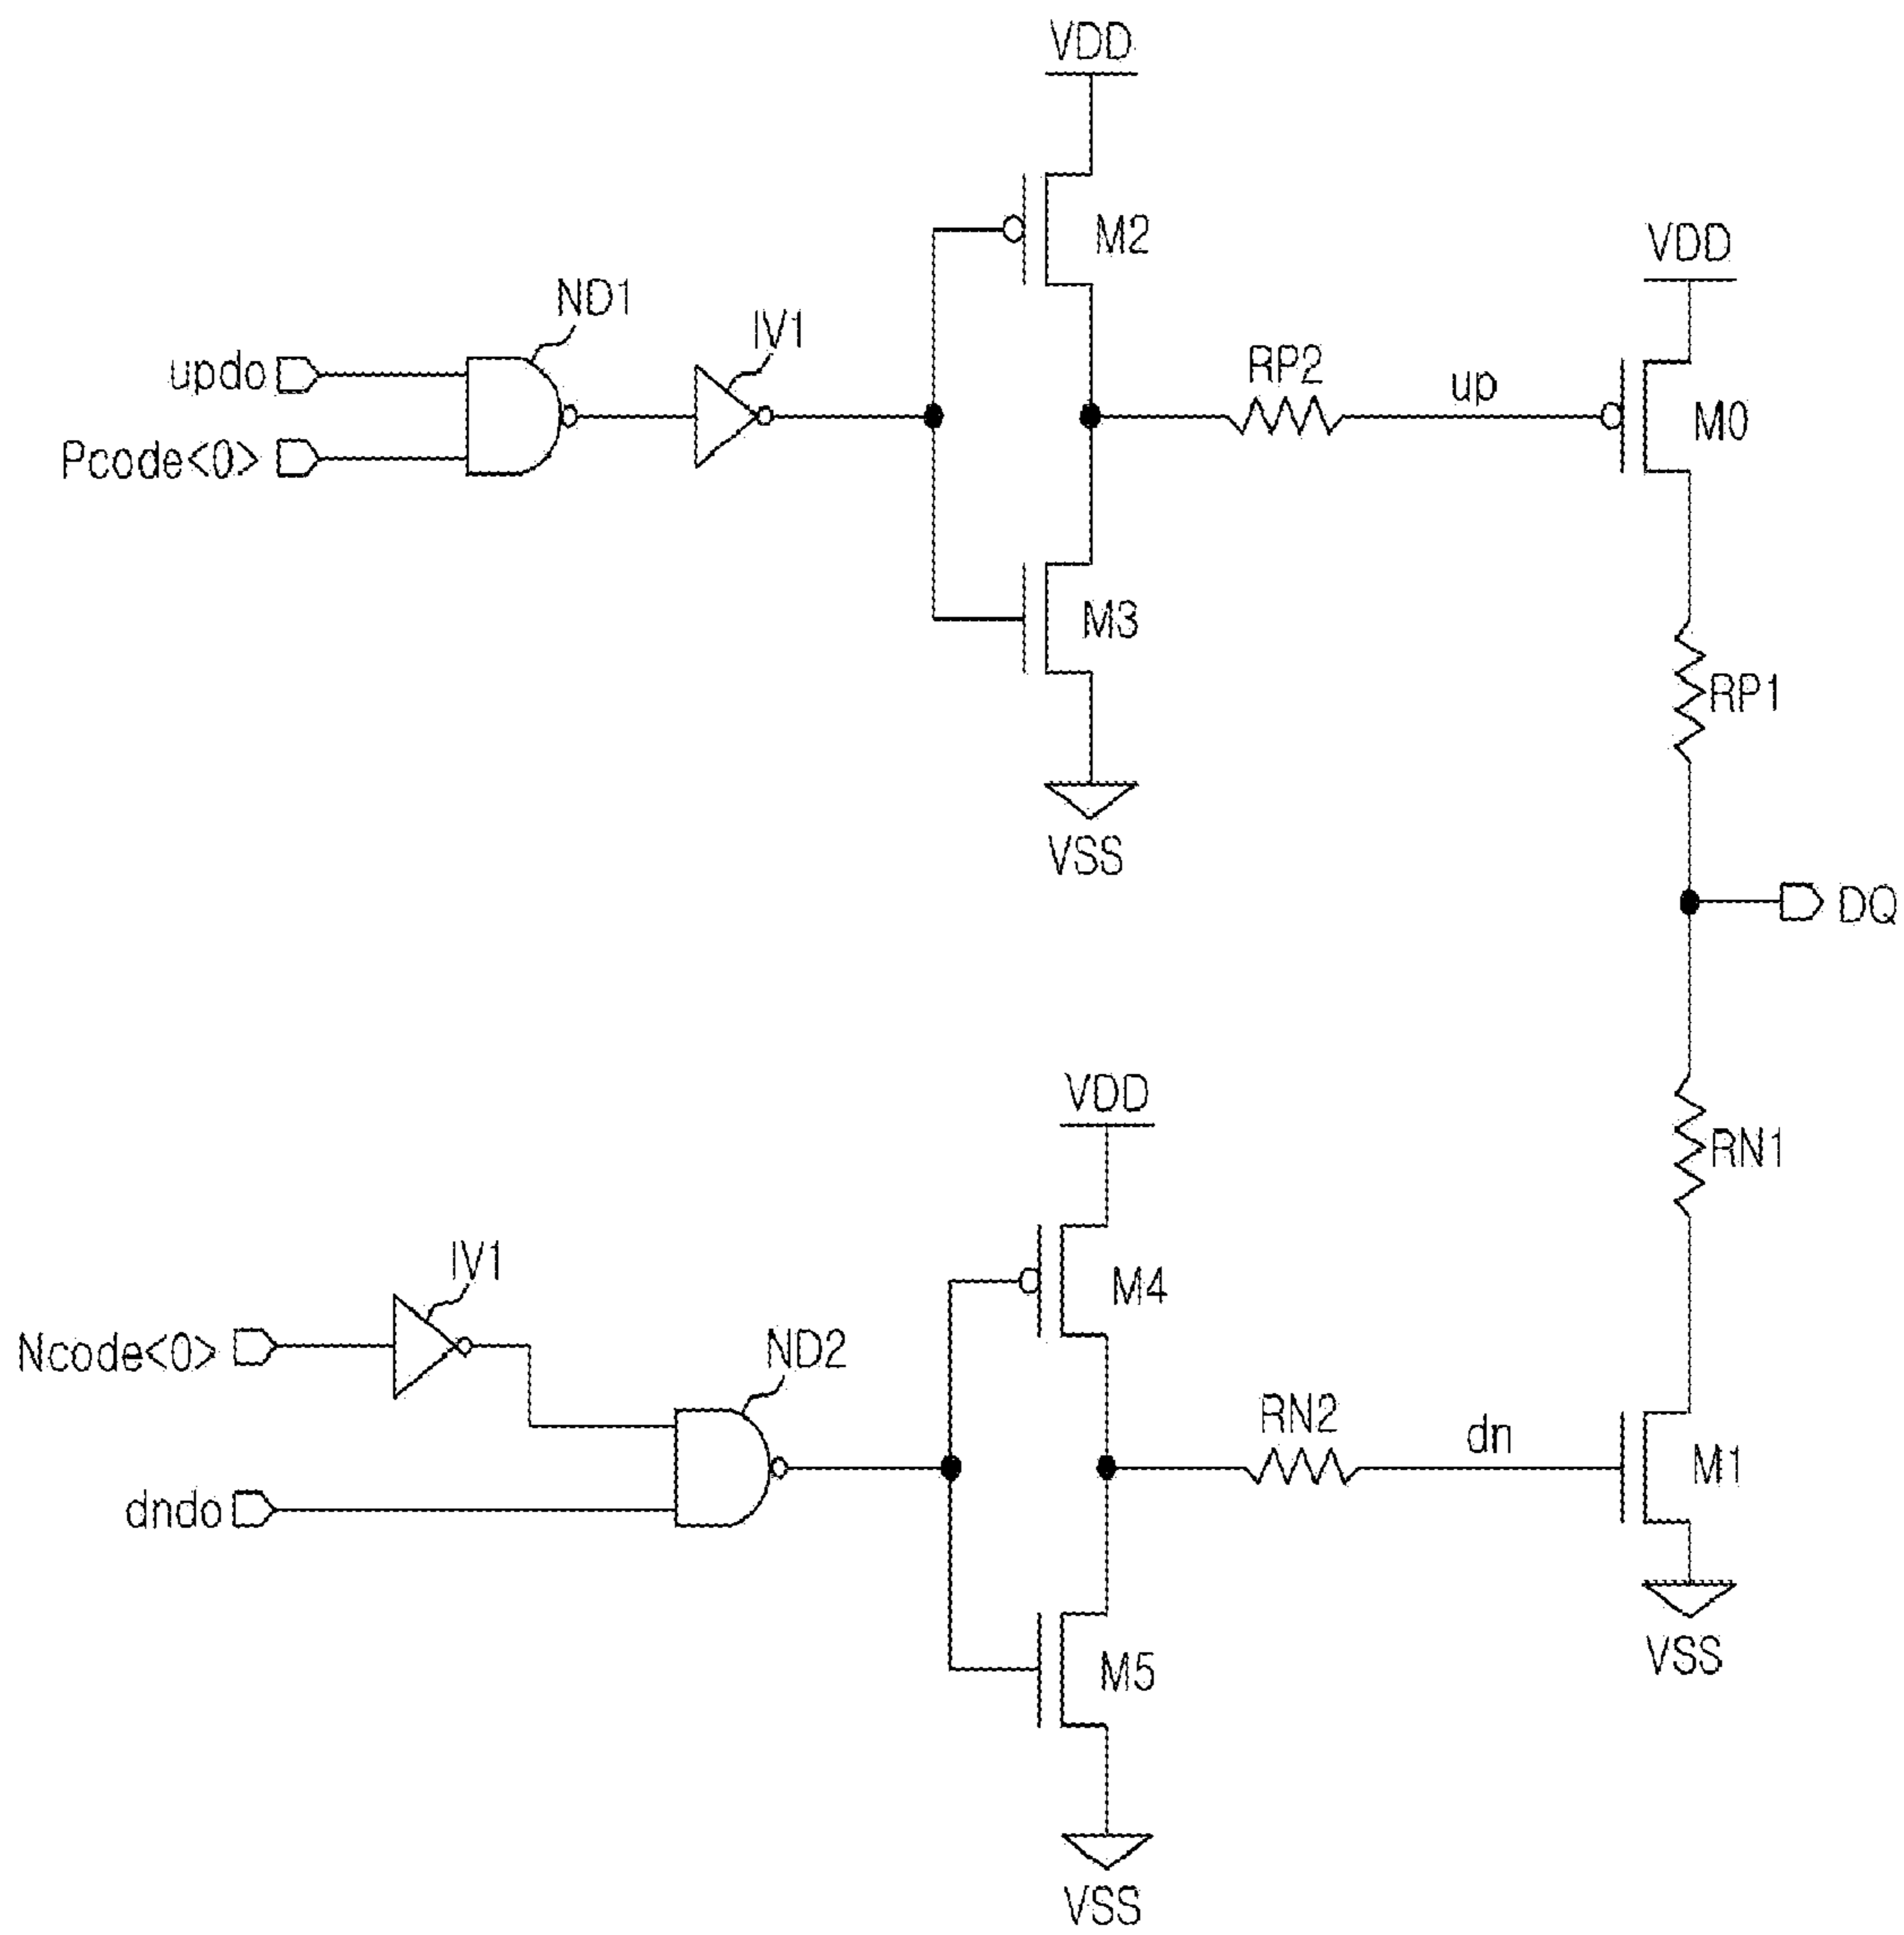 VDD
M2
VDD
ND1
IV1
updo
RP2
up
M0
Pcode<0>
M3
RP1
VSS
DQ
VDD
RN1
IV1
M4
Ncode<0>
ND2
RN2
dn
M1
dndo
VSS
M5
VSS